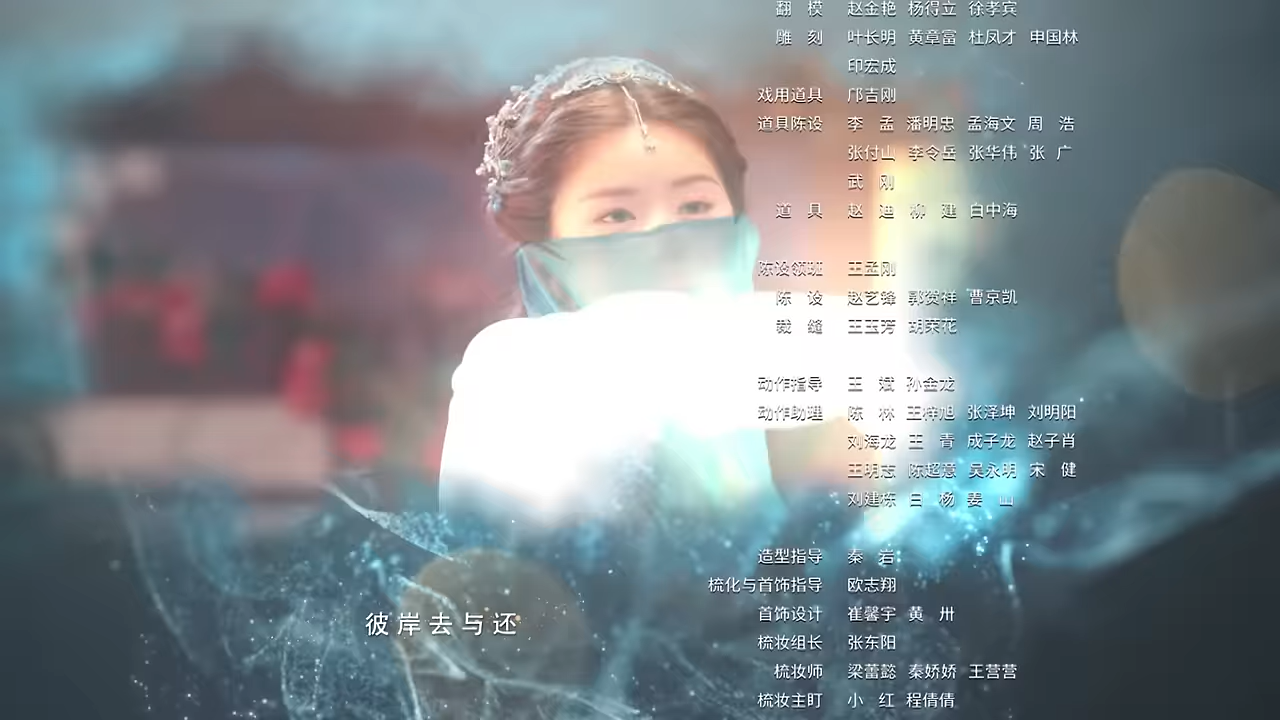 翻 模 赵金艳 杨得立 徐孝宾
雕 刻 叶长明 黄章富 杜凤才 申国林
印宏成
戏用道具 邝吉刚
道具陈设 李 孟 潘明忠 孟海文 周 浩
张付山 李令岳 张华伟 张 广
武 刚
道 具 赵 迪 柳 建 白中海
陈设领班 王孟刚
陈 设 赵艺锋 郭贺祥 曹京凯
裁 缝 王玉芳 胡荣花
动作指导 王 斌 孙金龙
动作助理 陈 林 王梓旭 张泽坤 刘明阳
刘海龙 王 青 成子龙 赵子肖
王明志 陈超意 吴永明 宋 健
刘建栋 白 杨 姜 山
造型指导 秦 岩
梳化与首饰指导 欧志翔
首饰设计 崔馨宇 黄 卅
彼岸去与还
梳妆组长 张东阳
梳妆师 梁蕾懿 秦娇娇 王营营
梳妆主盯 小 红 程倩倩